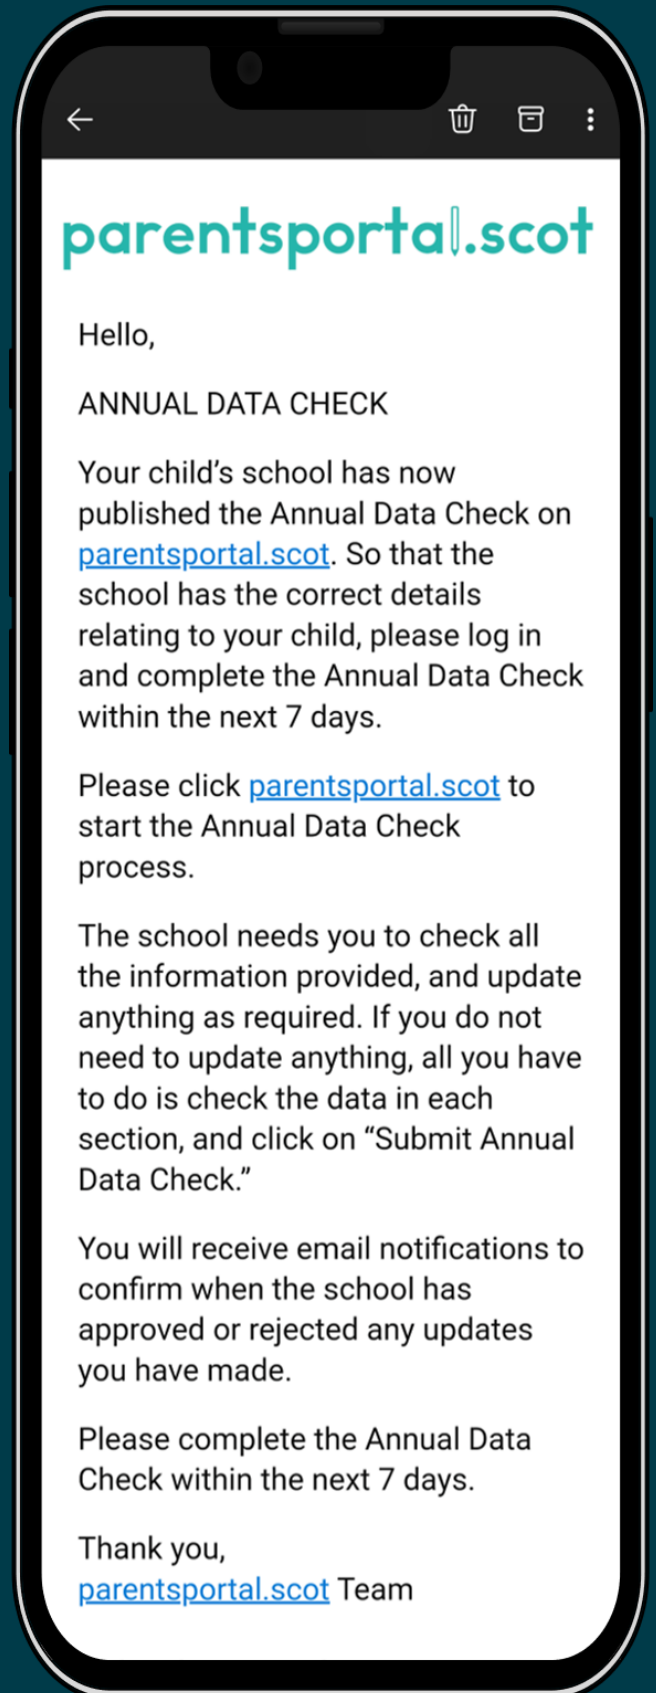 parentsportal.scot
Hello,
ANNUAL DATA CHECK
Your child’s school has now
published the Annual Data Check on
parentsportal.scot. So that the
school has the correct details
relating to your child, please log in
and complete the Annual Data Check
within the next 7 days.
Please click parentsportal.scot to
start the Annual Data Check
process.
The school needs you to check all
the information provided, and update
anything as required. If you do not
need to update anything, all you have
to do is check the data in each
section, and click on “Submit Annual
Data Check.”
You will receive email notifications to
confirm when the school has
approved or rejected any updates
you have made.
Please complete the Annual Data
Check within the next 7 days.
Thank you,
parentsportal.scot Team